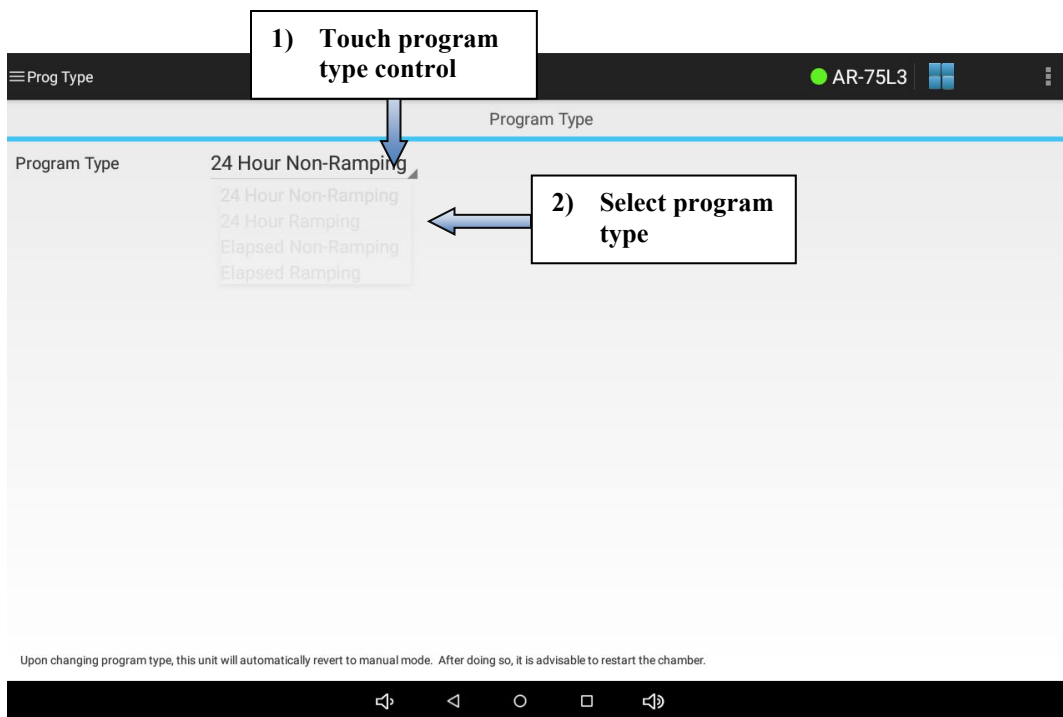 1) Touch program
type control
Prog Type
AR-75L3
Program Type
Program Type
24 Hour Non-Ramping
24 Hour Non-Ramping
24 Hour Ramping
Elapsed Non-Ramping
Elapsed Ramping
2) Select program
type
Upon changing program type, this unit will automatically revert to manual mode. After doing so, it is advisable to restart the chamber.